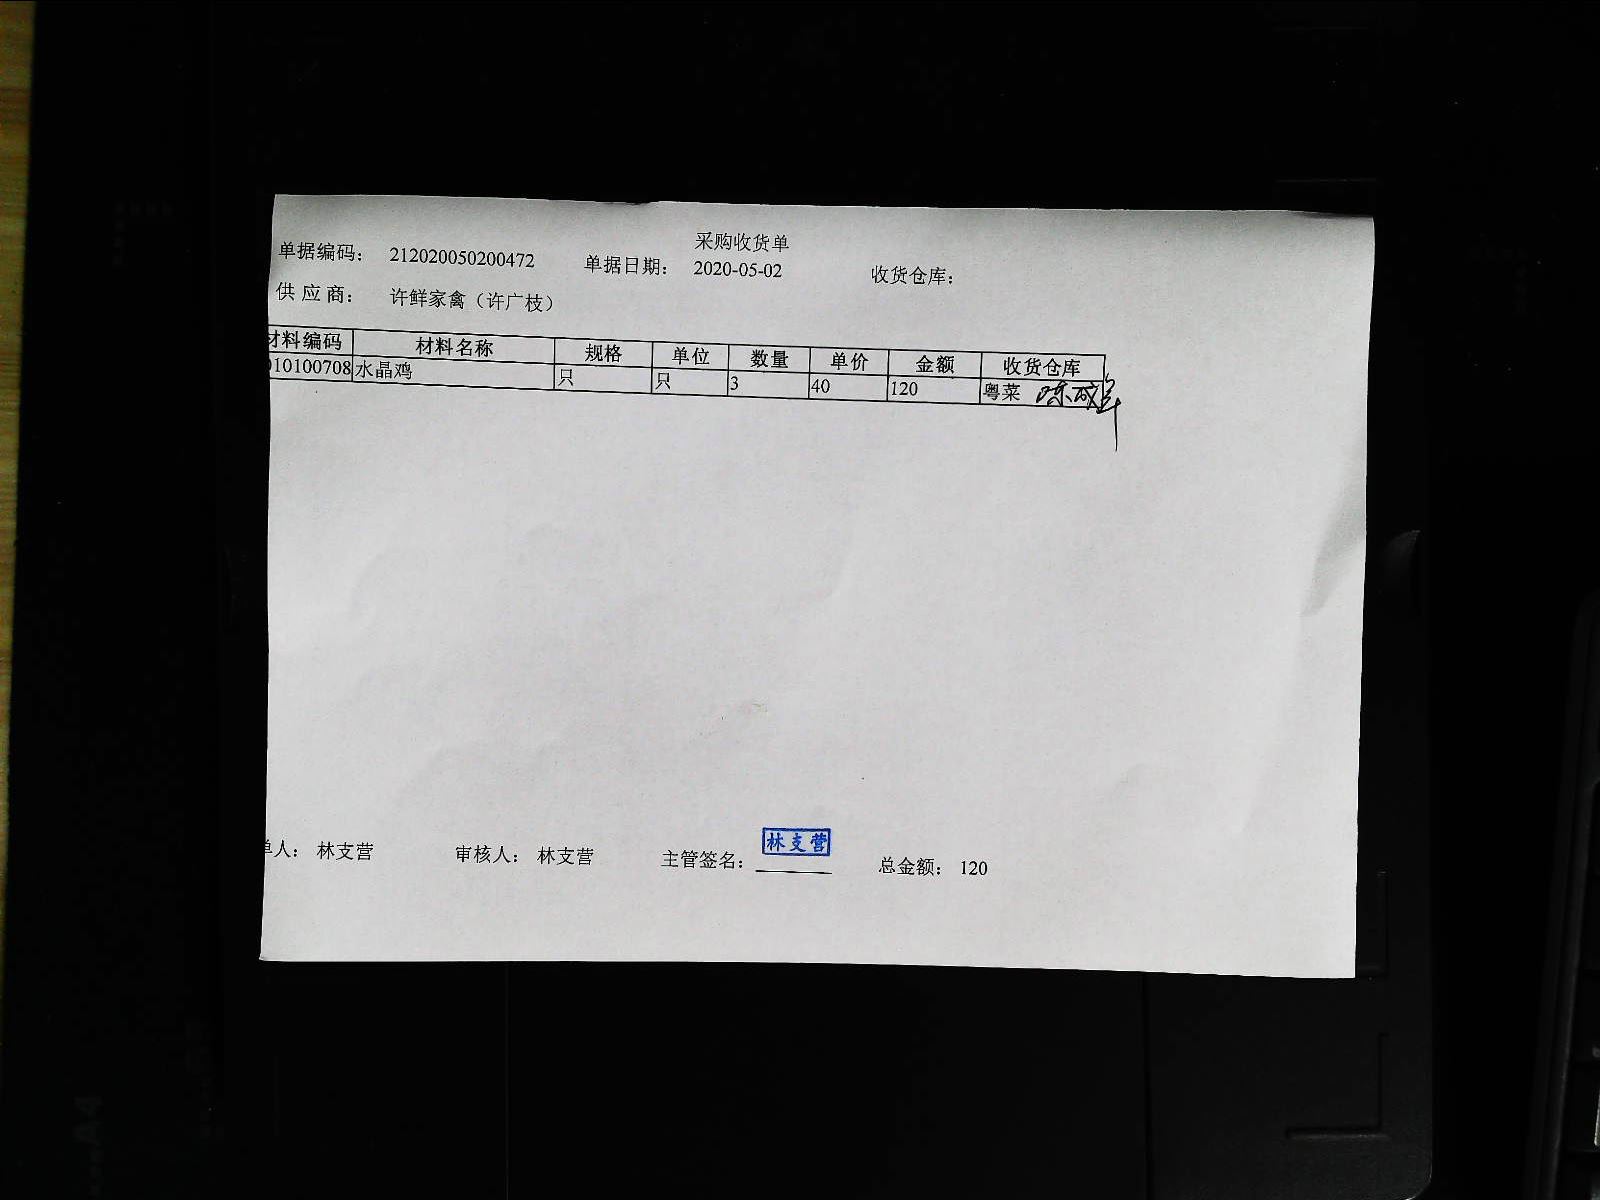 采购收货单
单据编码： 212020050200472 单据日期： 2020-05-02 收货仓库：
供应商： 许鲜家禽（许广枝）
材料编码 材料名称 规格 单位 数量 单价 金额 收货仓库
10100708 水晶鸡 只 只 3 40 120 粤菜
单人： 林支营 审核人： 林支营 主管签名： 林支营 总金额： 120
A4